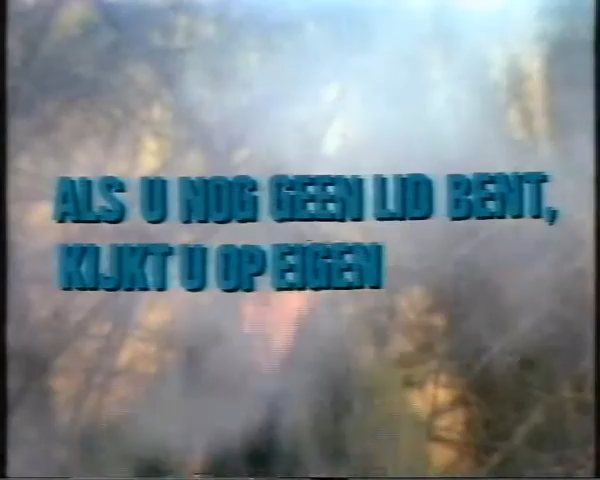 ALS U NOG GEEN LID BENT,
KIJKT U OP EIGEN